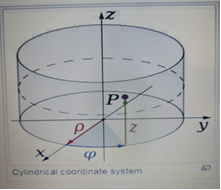 z
P
ρ
z
y
x
φ
Cylindrical coordinate system